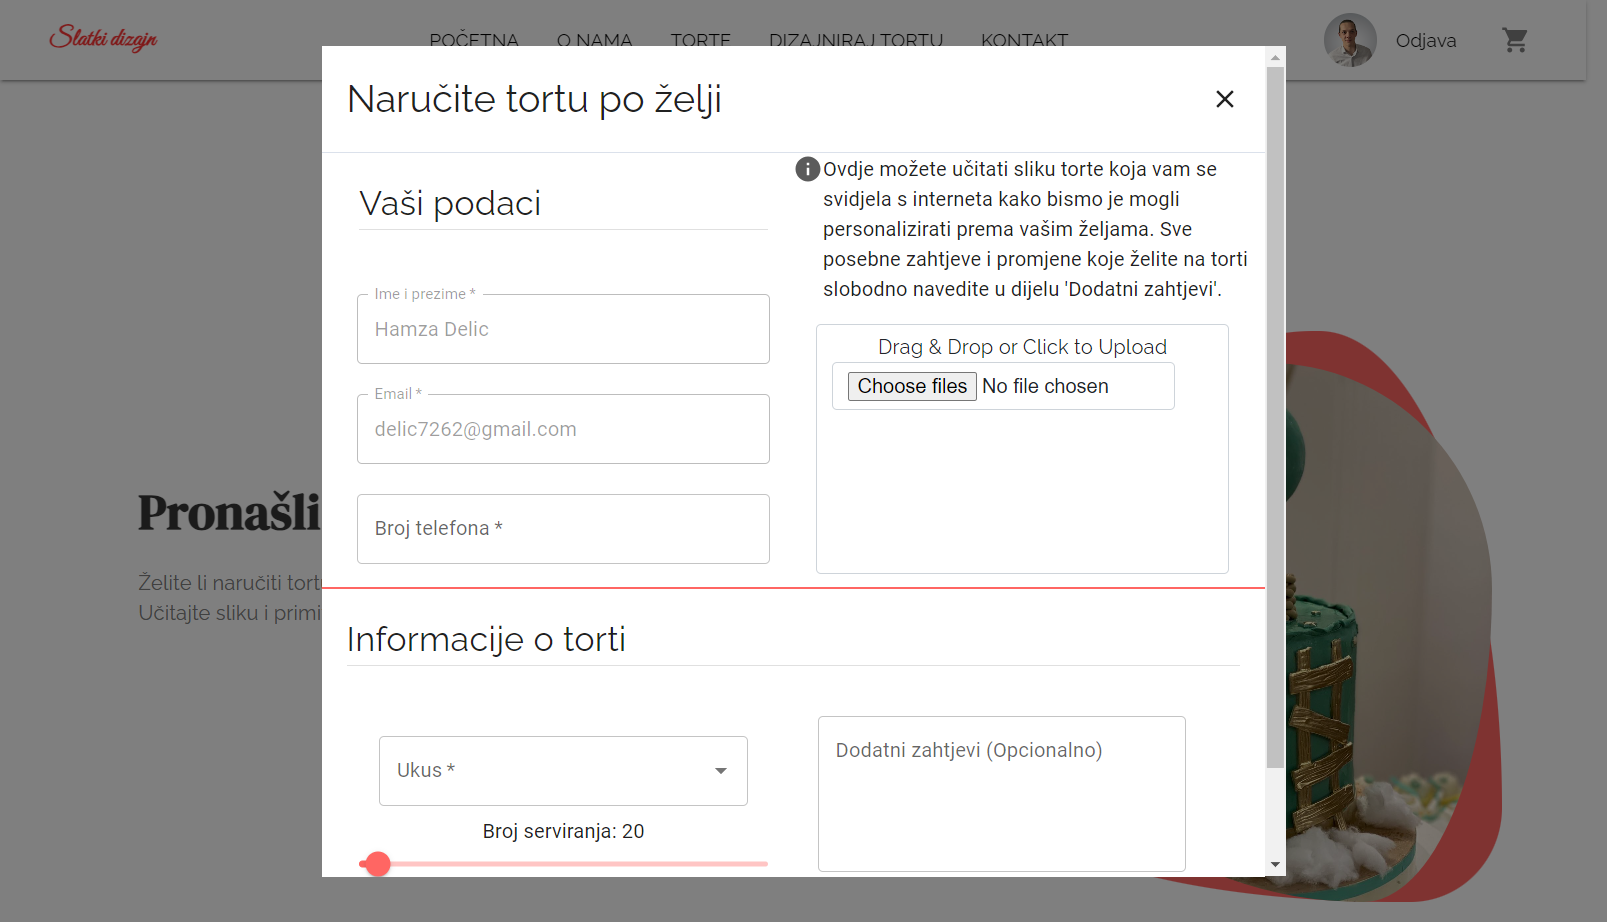 Slatki dizajn
POČETNA O NAMA TORTE DIZAJNIRAJ TORTU KONTAKT
Odjava
Naručite tortu po želji
Vaši podaci
Ime i prezime *
Hamza Delic
Email *
delic7262@gmail.com
Broj telefona *
Ovdje možete učitati sliku torte koja vam se
svidjela s interneta kako bismo je mogli
personalizirati prema vašim željama. Sve
posebne zahtjeve i promjene koje želite na torti
slobodno navedite u dijelu 'Dodatni zahtjevi'.
Drag & Drop or Click to Upload
Choose files No file chosen
Pronašli
Želite li naručiti
Učitajte sliku i primi
Informacije o torti
Ukus *
Broj serviranja: 20
Dodatni zahtjevi (Opcionalno)